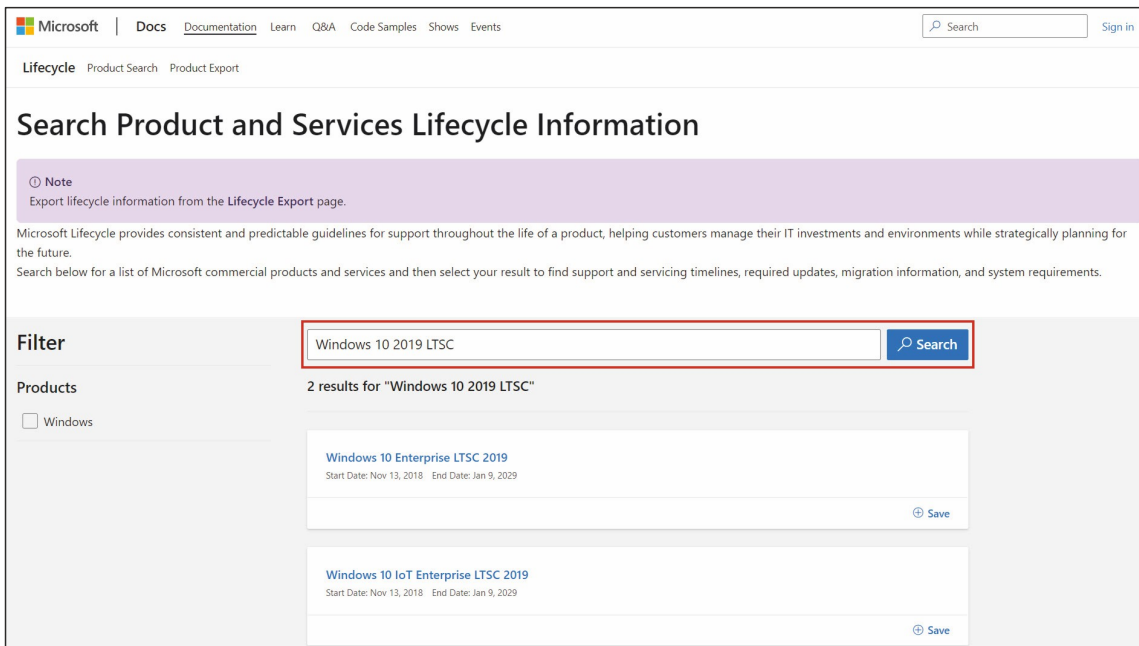 Microsoft Docs Documentation Learn Q&A Code Samples Shows Events Search Sign in
Lifecycle Product Search Product Export
Search Product and Services Lifecycle Information
Note
Export lifecycle information from the Lifecycle Export page.
Microsoft Lifecycle provides consistent and predictable guidelines for support throughout the life of a product, helping customers manage their IT investments and environments while strategically planning for
the future.
Search below for a list of Microsoft commercial products and services and then select your result to find support and servicing timelines, required updates, migration information, and system requirements.
Filter
Windows 10 2019 LTSC Search
Products
2 results for "Windows 10 2019 LTSC"
Windows
Windows 10 Enterprise LTSC 2019
Start Date: Nov 13, 2018 End Date: Jan 9, 2029
Save
Windows 10 IoT Enterprise LTSC 2019
Start Date: Nov 13, 2018 End Date: Jan 9, 2029
Save